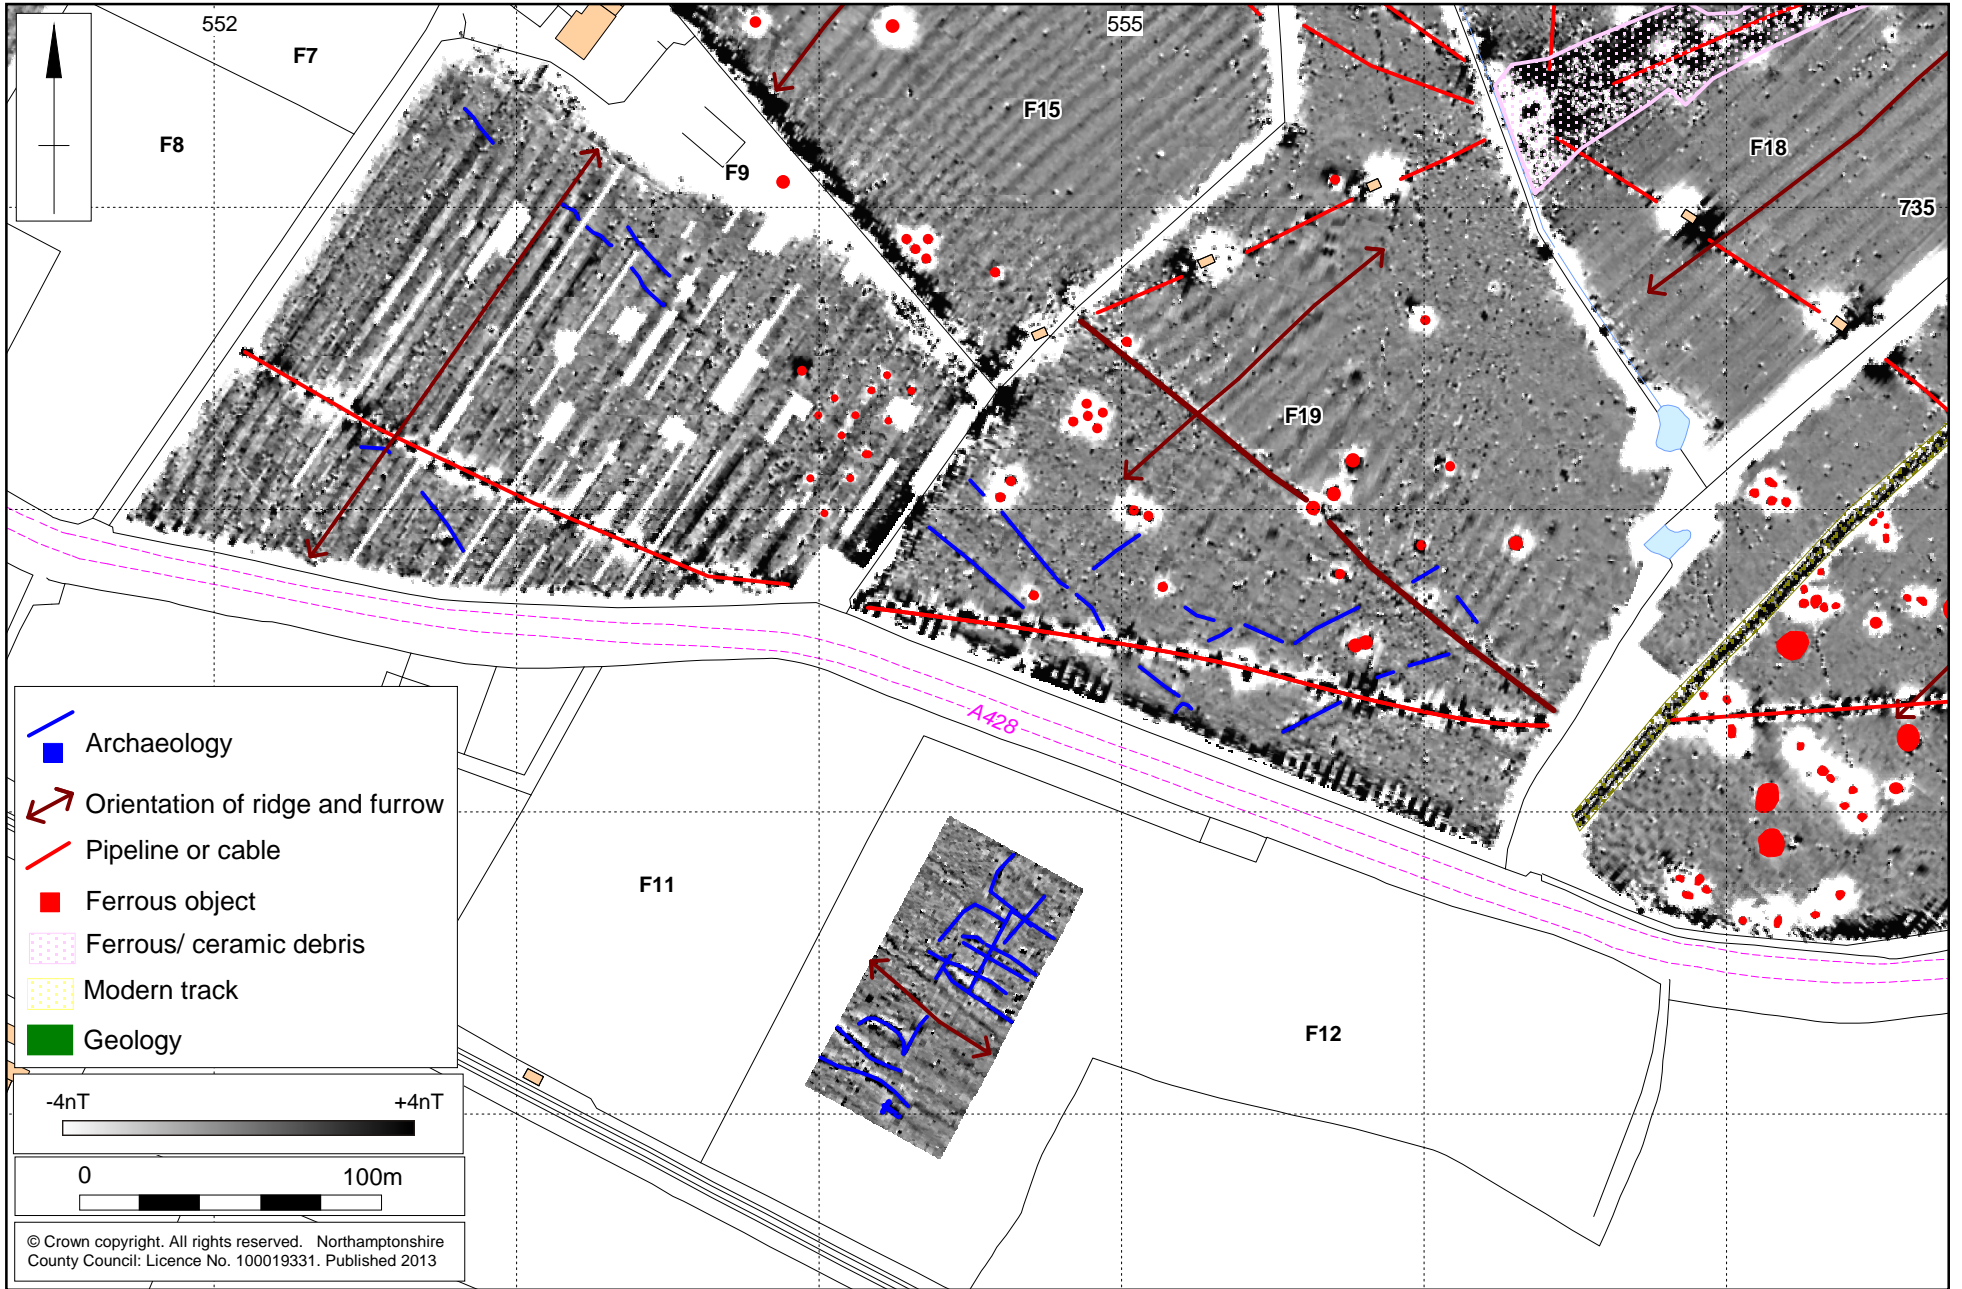 552
555
F7
F15
F8
F18
F9
735
F19
A428
Archaeology
Orientation of ridge and furrow
Pipeline or cable
Ferrous object
Ferrous/ ceramic debris
Modern track
Geology
F11
F12
-4nT +4nT
0 100m
© Crown copyright. All rights reserved. Northamptonshire
County Council: Licence No. 100019331. Published 2013